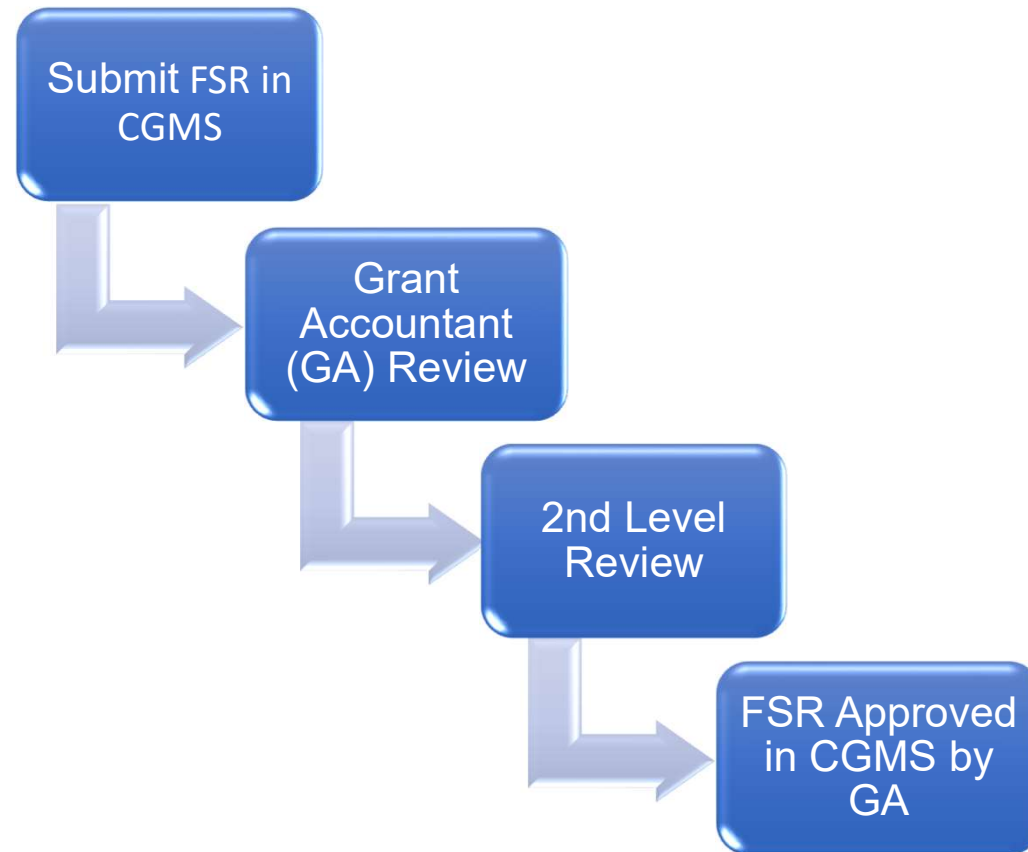 Submit FSR in
CGMS
Grant
Accountant
(GA) Review
2nd Level
Review
FSR Approved
in CGMS by
GA